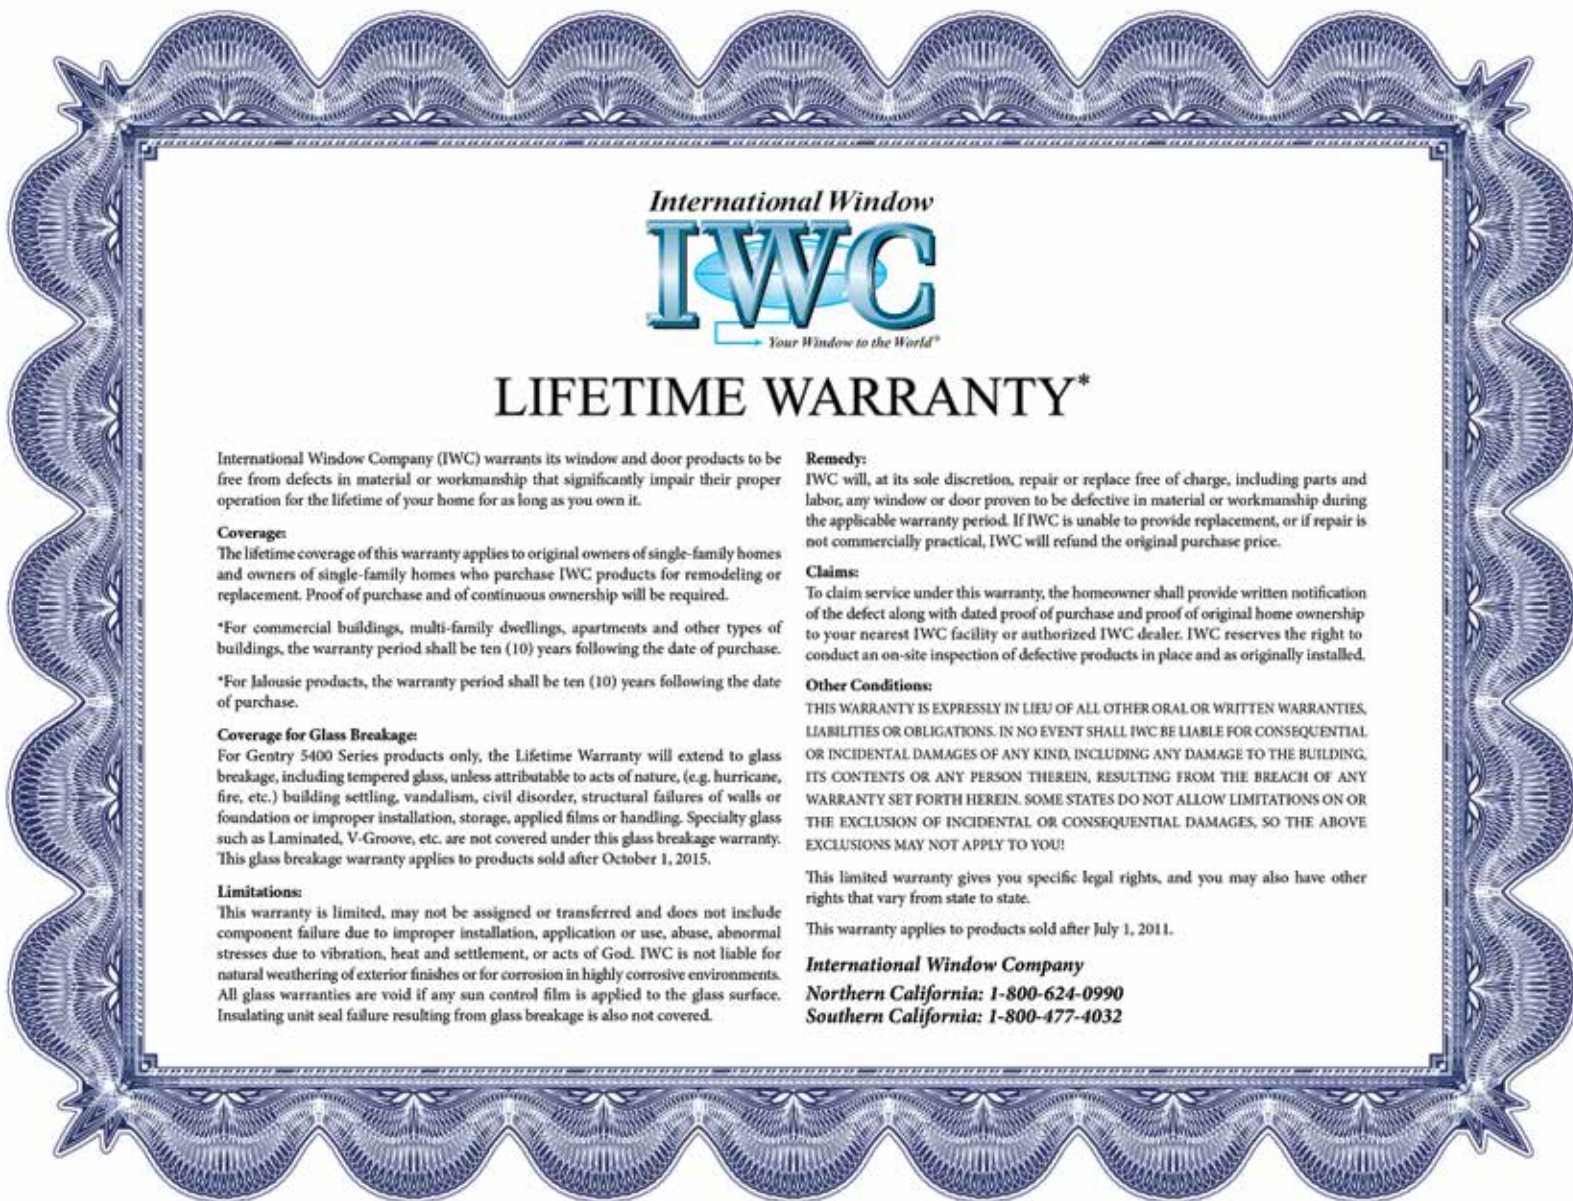 International Window
IWC
Your Window to the World®
LIFETIME WARRANTY*
International Window Company (IWC) warrants its window and door products to be
free from defects in material or workmanship that significantly impair their proper
operation for the lifetime of your home for as long as you own it.
Coverage:
The lifetime coverage of this warranty applies to original owners of single-family homes
and owners of single-family homes who purchase IWC products for remodeling or
replacement. Proof of purchase and of continuous ownership will be required.
*For commercial buildings, multi-family dwellings, apartments and other types of
buildings, the warranty period shall be ten (10) years following the date of purchase.
*For Jalousie products, the warranty period shall be ten (10) years following the date
of purchase.
Coverage for Glass Breakage:
For Gentry 5400 Series products only, the Lifetime Warranty will extend to glass
breakage, including tempered glass, unless attributable to acts of nature, (e.g. hurricane,
fire, etc.) building settling, vandalism, civil disorder, structural failures of walls or
foundation or improper installation, storage, applied films or handling. Specialty glass
such as Laminated, V-Groove, etc. are not covered under this glass breakage warranty.
This glass breakage warranty applies to products sold after October 1, 2015.
Limitations:
This warranty is limited, may not be assigned or transferred and does not include
component failure due to improper installation, application or use, abuse, abnormal
stresses due to vibration, heat and settlement, or acts of God. IWC is not liable for
natural weathering of exterior finishes or for corrosion in highly corrosive environments.
All glass warranties are void if any sun control film is applied to the glass surface.
Insulating unit seal failure resulting from glass breakage is also not covered.
Remedy:
IWC will, at its sole discretion, repair or replace free of charge, including parts and
labor, any window or door proven to be defective in material or workmanship during
the applicable warranty period. If IWC is unable to provide replacement, or if repair is
not commercially practical, IWC will refund the original purchase price.
Claims:
To claim service under this warranty, the homeowner shall provide written notification
of the defect along with dated proof of purchase and proof of original home ownership
to your nearest IWC facility or authorized IWC dealer. IWC reserves the right to
conduct an on-site inspection of defective products in place and as originally installed.
Other Conditions:
THIS WARRANTY IS EXPRESSLY IN LIEU OF ALL OTHER ORAL OR WRITTEN WARRANTIES,
LIABILITIES OR OBLIGATIONS. IN NO EVENT SHALL IWC BE LIABLE FOR CONSEQUENTIAL
OR INCIDENTAL DAMAGES OF ANY KIND, INCLUDING ANY DAMAGE TO THE BUILDING,
ITS CONTENTS OR ANY PERSON THEREIN, RESULTING FROM THE BREACH OF ANY
WARRANTY SET FORTH HEREIN. SOME STATES DO NOT ALLOW LIMITATIONS ON OR
THE EXCLUSION OF INCIDENTAL OR CONSEQUENTIAL DAMAGES, SO THE ABOVE
EXCLUSIONS MAY NOT APPLY TO YOU!
This limited warranty gives you specific legal rights, and you may also have other
rights that vary from state to state.
This warranty applies to products sold after July 1, 2011.
International Window Company
Northern California: 1-800-624-0990
Southern California: 1-800-477-4032